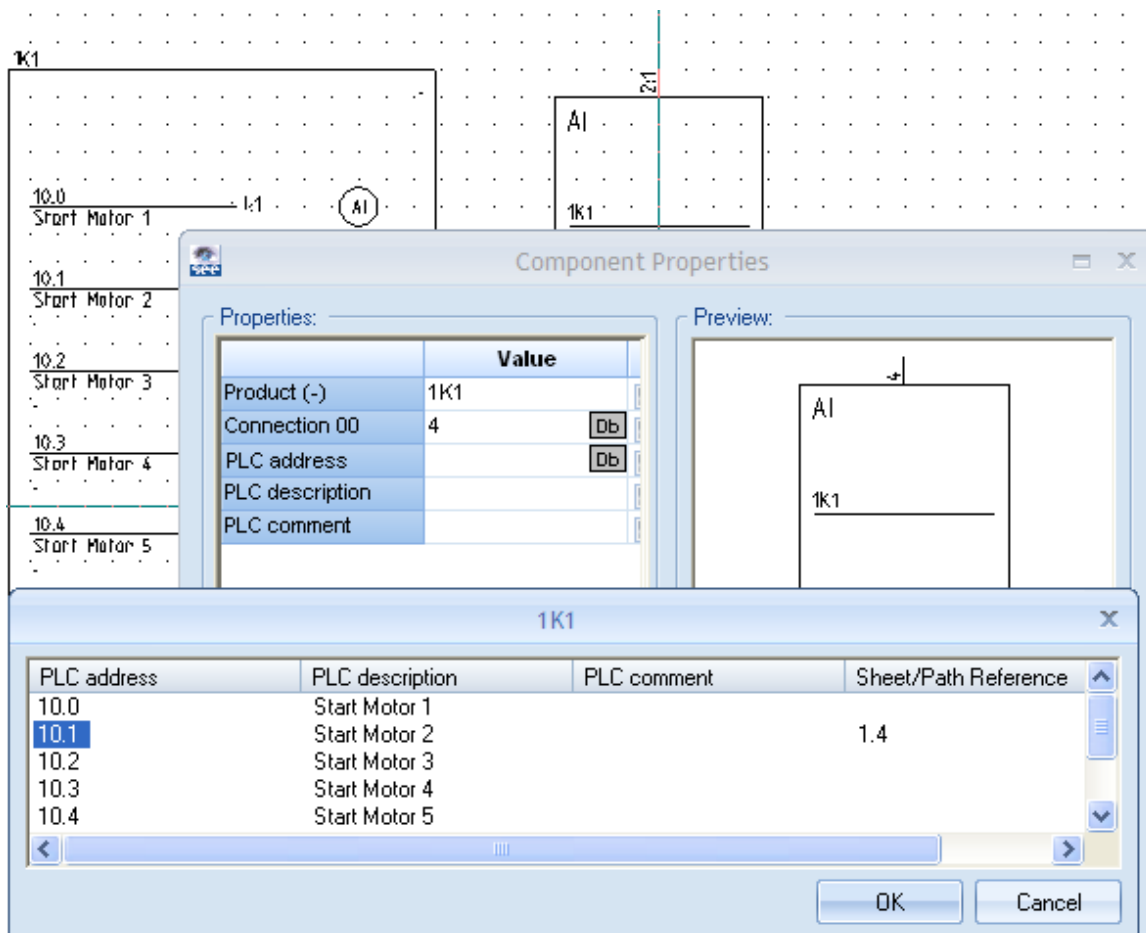 1K1
2:1
AI
10.0
1:1
AI
Start Motor 1
1K1
see
Component Properties
10.1
Start Motor 2
Properties:
Preview:
Value
10.2
Start Motor 3
Product (-) 1K1
AI
Connection 00 4 Db
10.3
Start Motor 4
PLC address Db
PLC description
1K1
10.4
Start Motor 5
PLC comment
1K1
PLC address PLC description PLC comment Sheet/Path Reference
10.0 Start Motor 1
10.1 Start Motor 2 1.4
10.2 Start Motor 3
10.3 Start Motor 4
10.4 Start Motor 5
OK Cancel